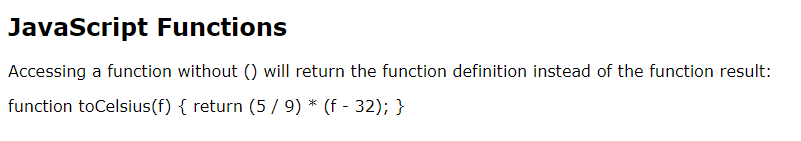 JavaScript Functions
Accessing a function without () will return the function definition instead of the function result:
function toCelsius(f) { return (5 / 9) * (f - 32); }